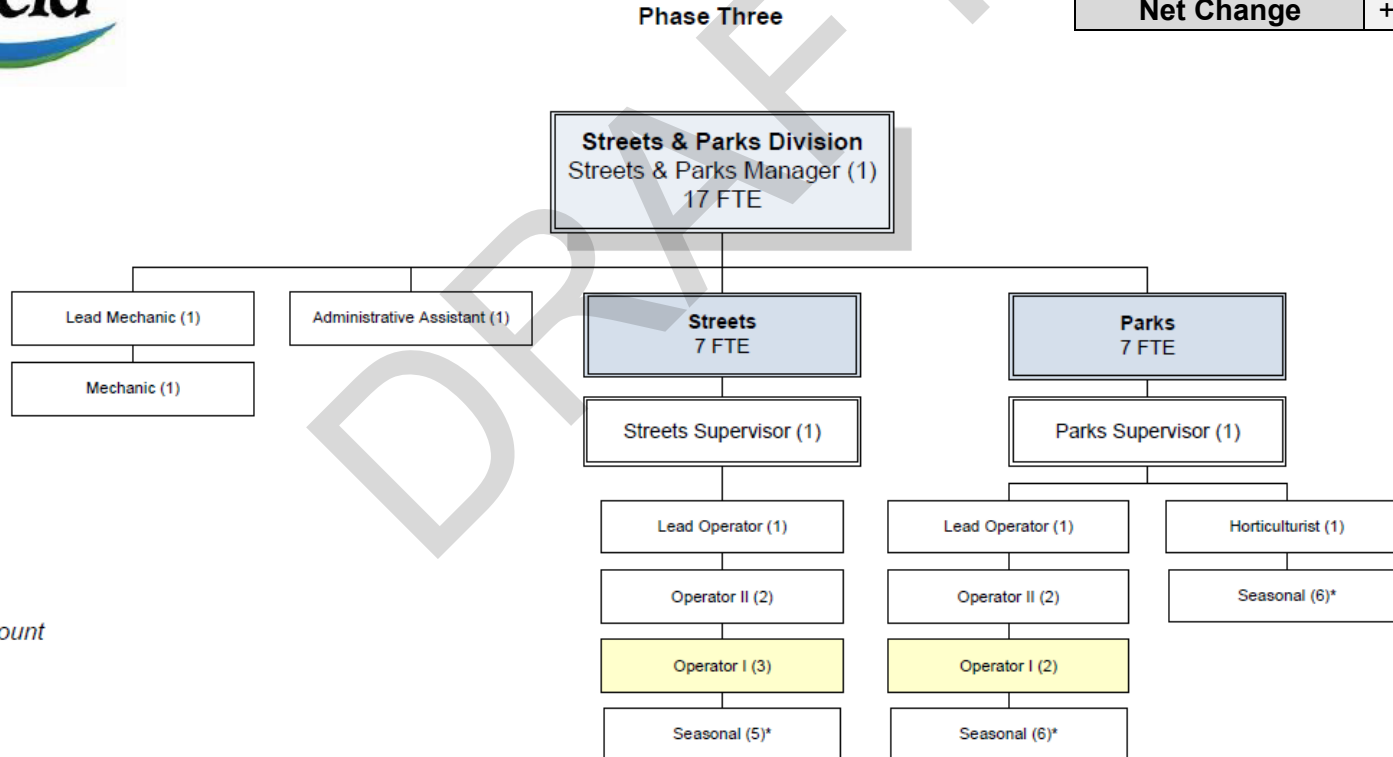 Phase Three
Net Change +
Streets & Parks Division
Streets & Parks Manager (1)
17 FTE
Lead Mechanic (1)
Mechanic (1)
Administrative Assistant (1)
Streets
7 FTE
Streets Supervisor (1)
Lead Operator (1)
Operator II (2)
Operator I (3)
Seasonal (5)*
Parks
7 FTE
Parks Supervisor (1)
Lead Operator (1)
Operator II (2)
Operator I (2)
Seasonal (6)*
Horticulturist (1)
Seasonal (6)*
ount
DRAFT